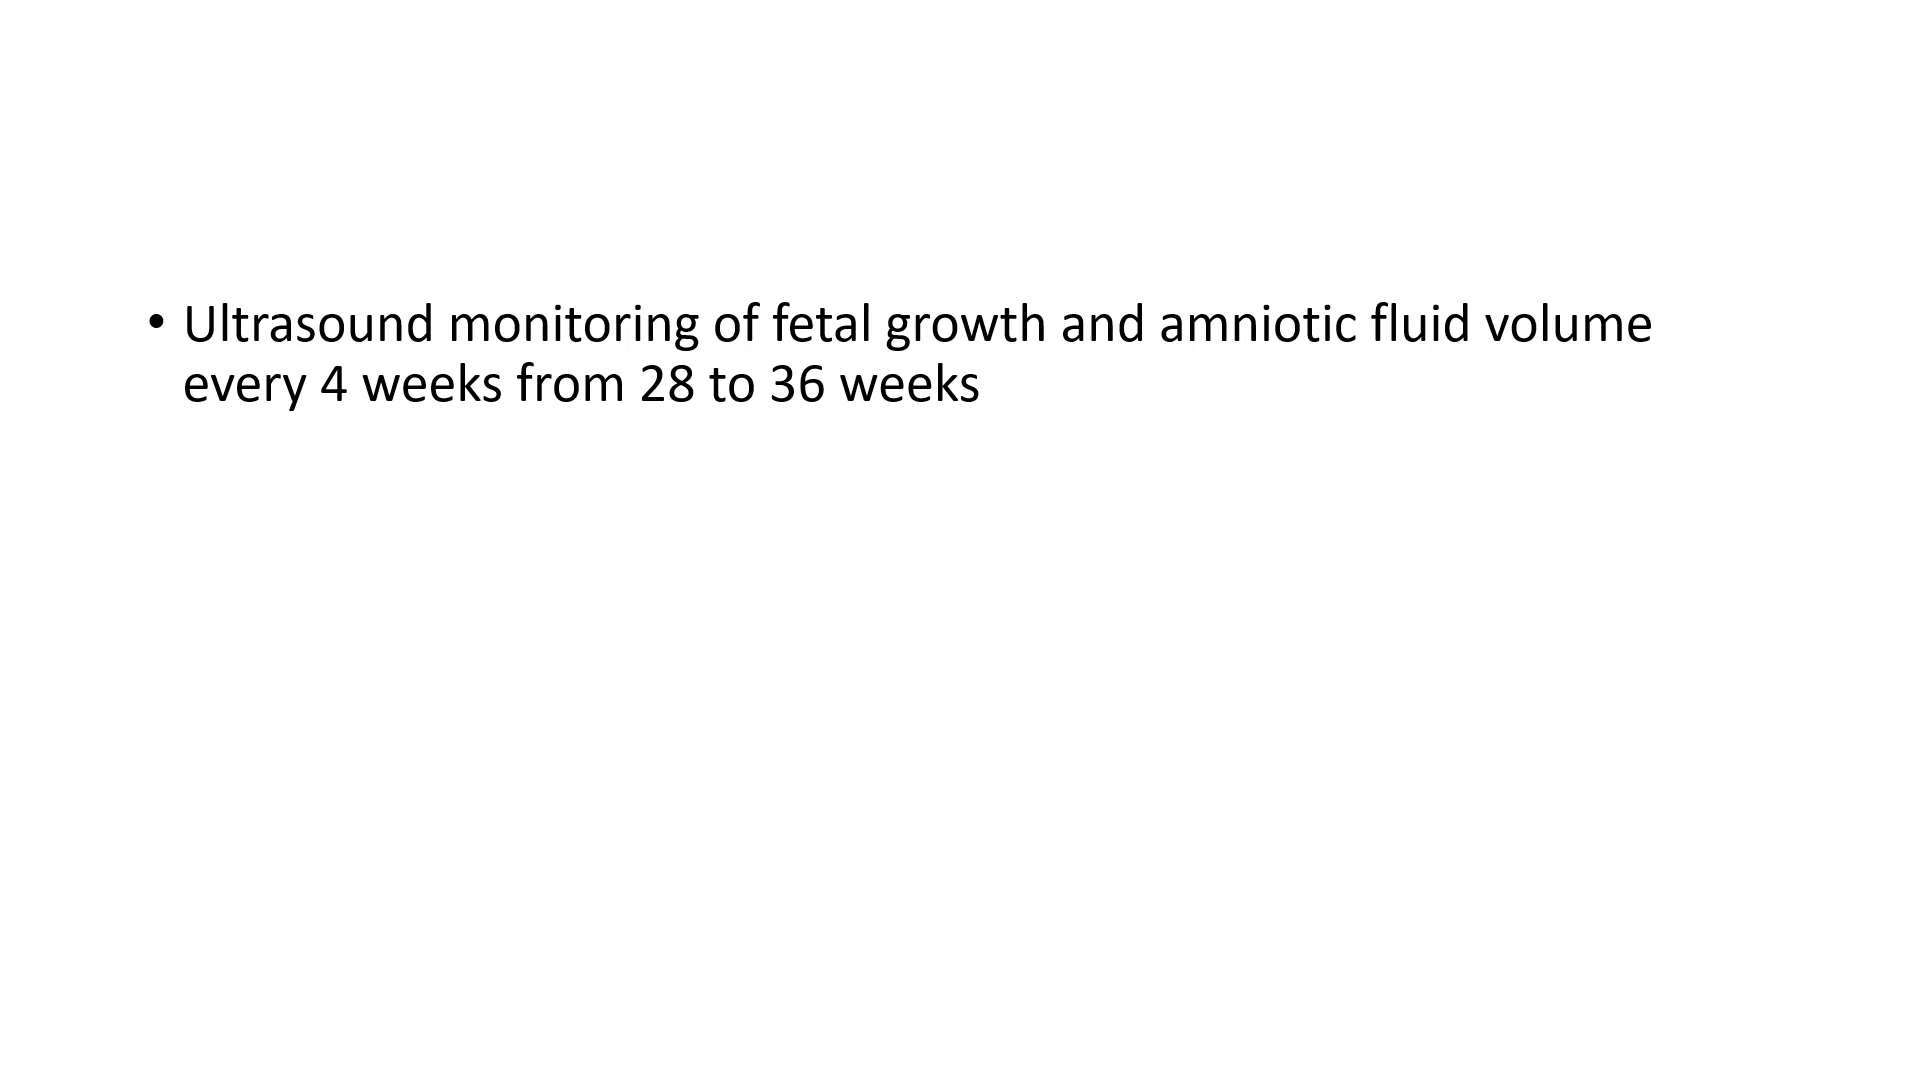 • Ultrasound monitoring of fetal growth and amniotic fluid volume
every 4 weeks from 28 to 36 weeks